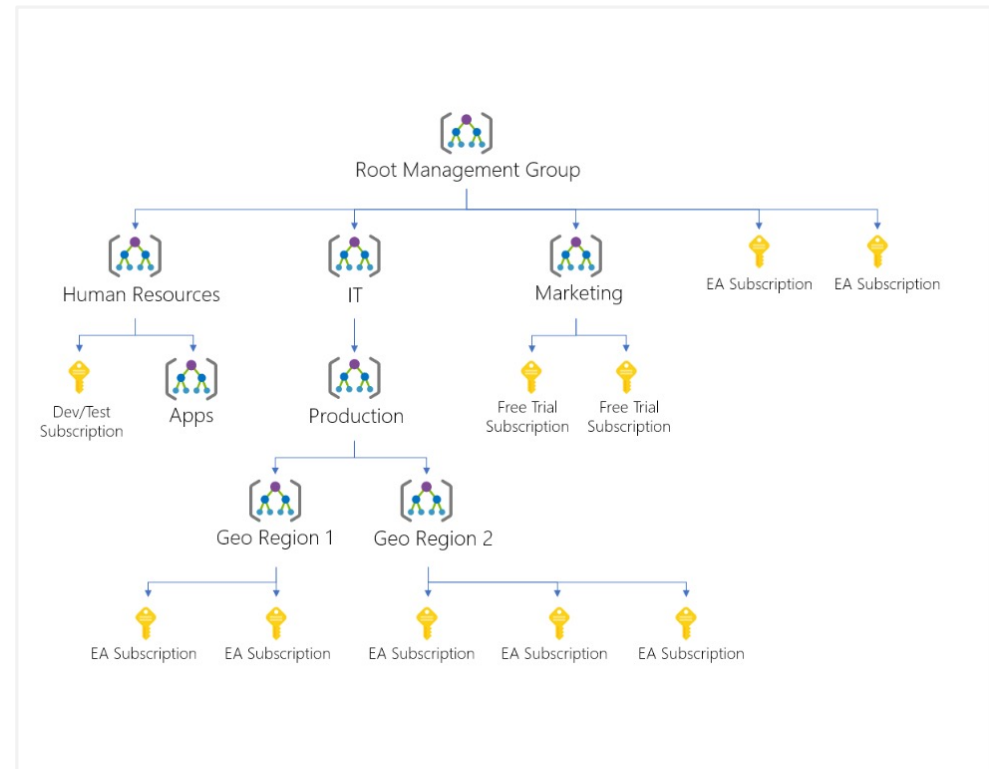 Root Management Group
Human Resources
IT
Marketing
EA Subscription
EA Subscription
Dev/Test
Subscription
Apps
Production
Free Trial
Subscription
Free Trial
Subscription
Geo Region 1
Geo Region 2
EA Subscription
EA Subscription
EA Subscription
EA Subscription
EA Subscription